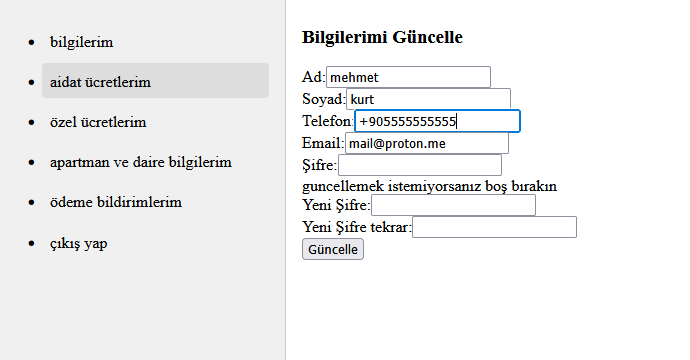 bilgilerim
aidat ücretlerim
özel ücretlerim
apartman ve daire bilgilerim
ödeme bildirimlerim
çıkış yap
Bilgilerimi Güncelle
Ad: mehmet
Soyad: kurt
Telefon: +905555555555
Email: mail@proton.me
Şifre:
guncellemek istemiyorsanız boş bırakın
Yeni Şifre:
Yeni Şifre tekrar:
Güncelle